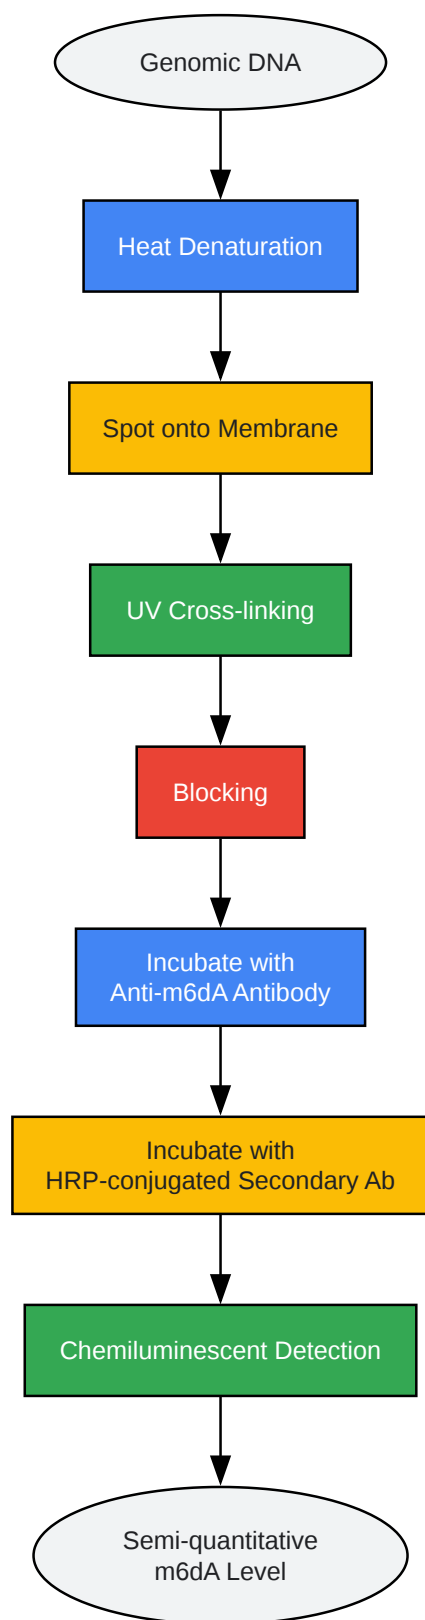 Genomic DNA
Heat Denaturation
Spot onto Membrane
UV Cross-linking
Blocking
Incubate with
Anti-m6dA Antibody
Incubate with
HRP-conjugated Secondary Ab
Chemiluminescent Detection
Semi-quantitative
m6dA Level